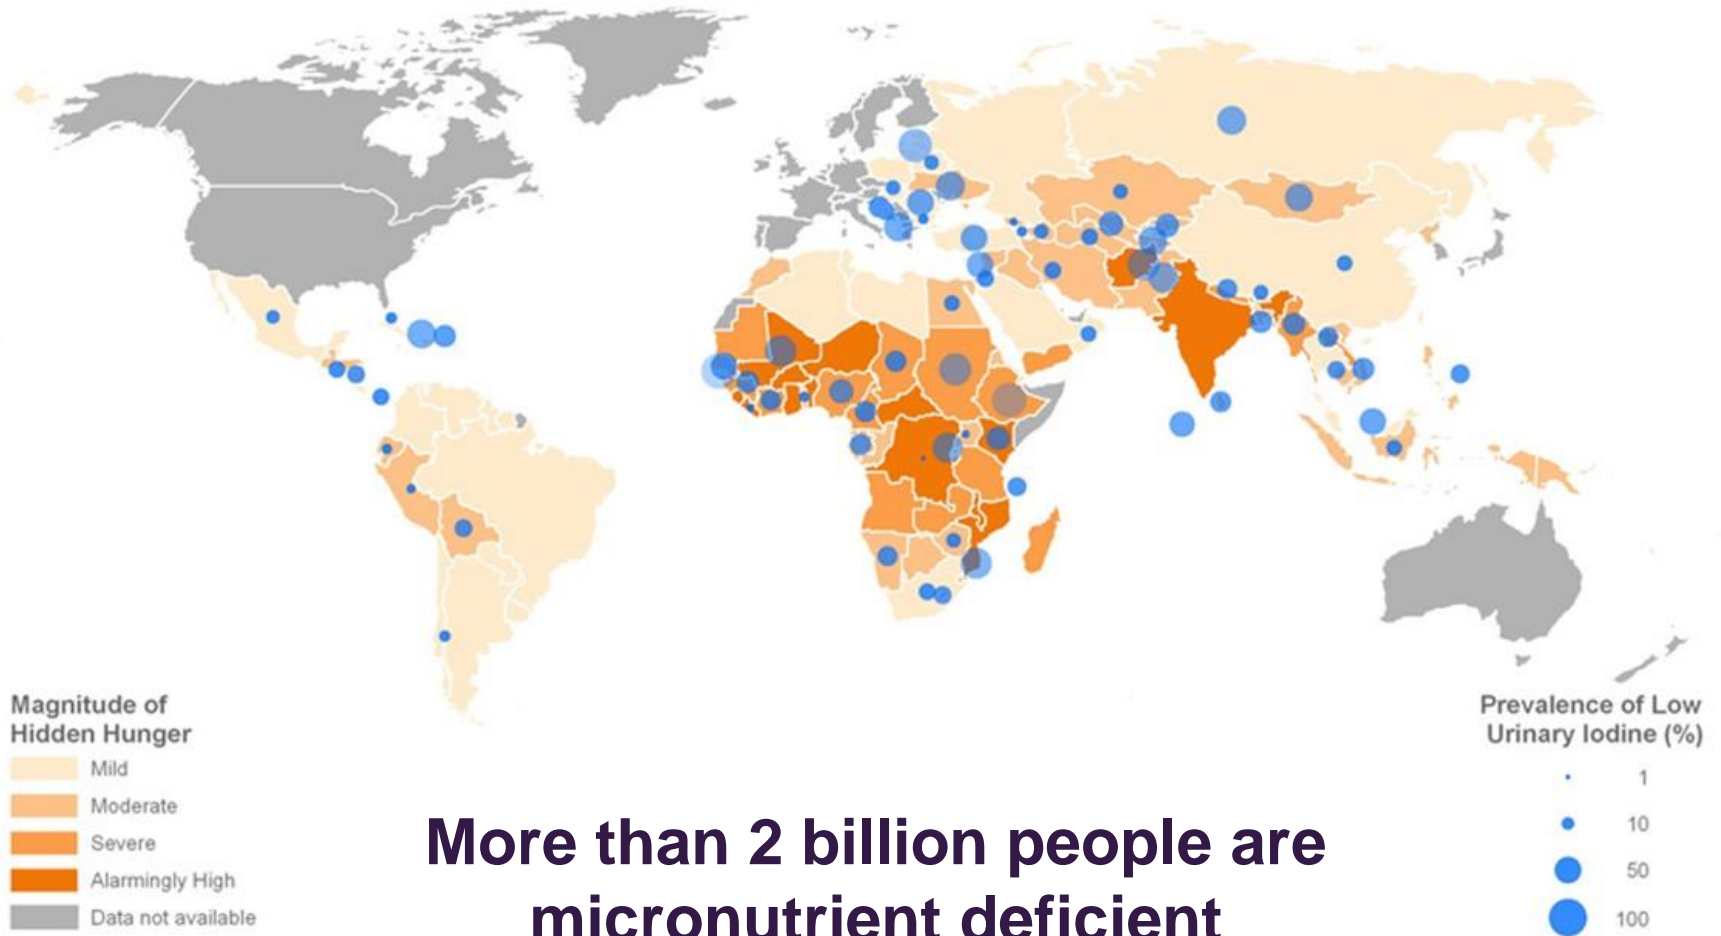 Magnitude of
Hidden Hunger
Mild
Moderate
Severe
Alarmingly High
Data not available
More than 2 billion people are
micronutrient deficient
Prevalence of Low
Urinary Iodine (%)
1
10
50
100